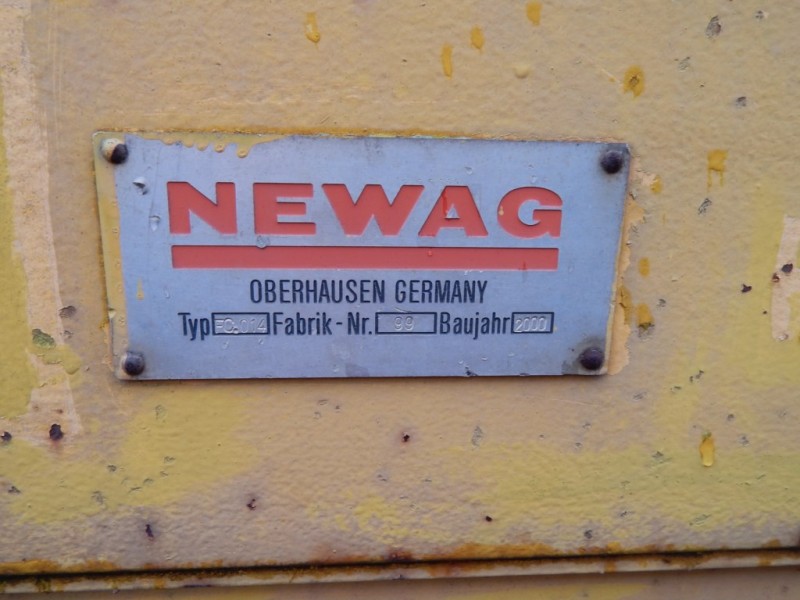 NEWAG
OBERHAUSEN GERMANY
Typ Fabrik-Nr. 99 Baujahr 2000